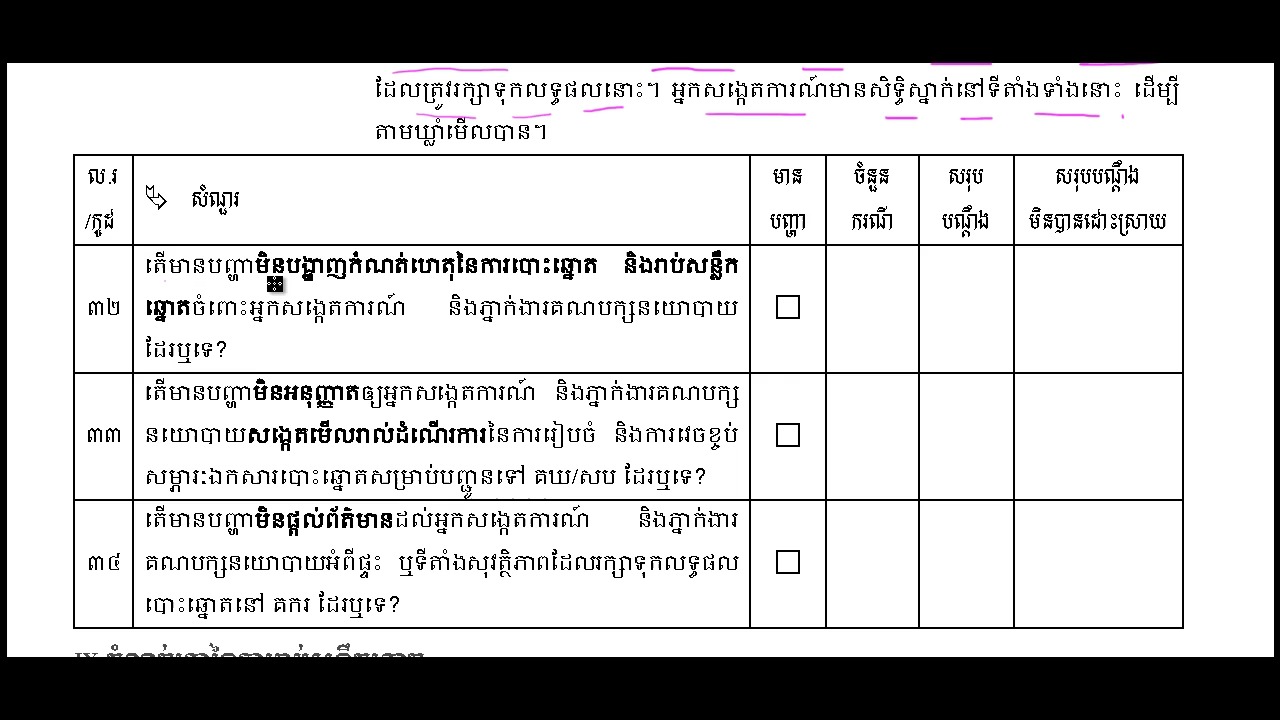 ដែលត្រូវរក្សាទុកលទ្ធផលនោះ។ អ្នកសង្កេតការណ៍មានសិទ្ធិស្នាក់នៅទីតាំងទាំងនោះ ដើម្បី
តាមឃ្លាំមើលបាន។
ល.រ
/កូដ
សំណួរ
មាន
បញ្ហា
ចំនួន
ករណី
សរុប
បណ្ដឹង
សរុបបណ្ដឹង
មិនបានដោះស្រាយ
៣២
តើមានបញ្ហាមិនបង្ហាញកំណត់ហេតុនៃការបោះឆ្នោត និងរាប់សន្លឹក
ឆ្នោតចំពោះអ្នកសង្កេតការណ៍ និងភ្នាក់ងារគណបក្សនយោបាយ
ដែរឬទេ?
៣៣
តើមានបញ្ហាមិនអនុញ្ញាតឲ្យអ្នកសង្កេតការណ៍ និងភ្នាក់ងារគណបក្ស
នយោបាយសង្កេតមើលរាល់ដំណើរការនៃការរៀបចំ និងការវេចខ្ចប់
សម្ភារៈឯកសារបោះឆ្នោតសម្រាប់បញ្ជូនទៅ គឃ/សប ដែរឬទេ?
៣៤
តើមានបញ្ហាមិនផ្ដល់ព័ត៌មានដល់អ្នកសង្កេតការណ៍ និងភ្នាក់ងារ
គណបក្សនយោបាយអំពីផ្ទះ ឬទីតាំងសុវត្ថិភាពដែលរក្សាទុកលទ្ធផល
បោះឆ្នោតនៅ គករ ដែរឬទេ?